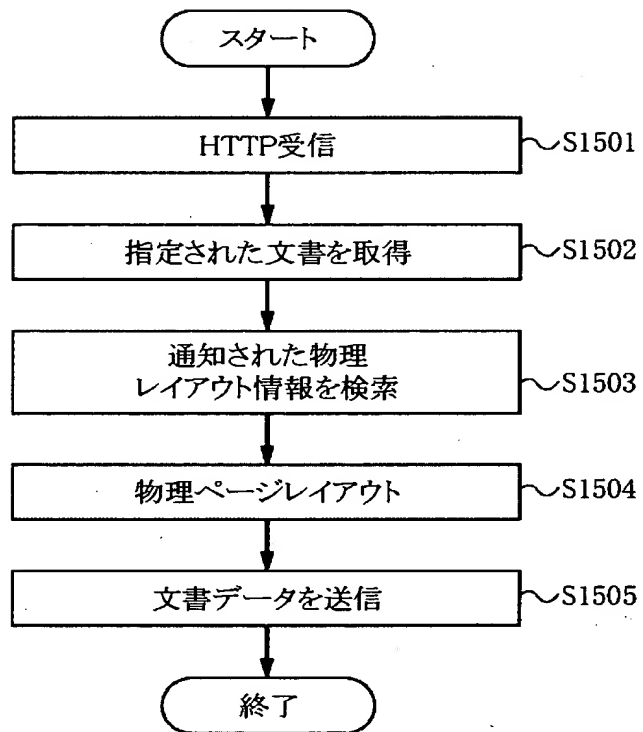 スタート
HTTP受信
S1501
指定された文書を取得
S1502
通知された物理
レイアウト情報を検索
S1503
物理ページレイアウト
S1504
文書データを送信
S1505
終了